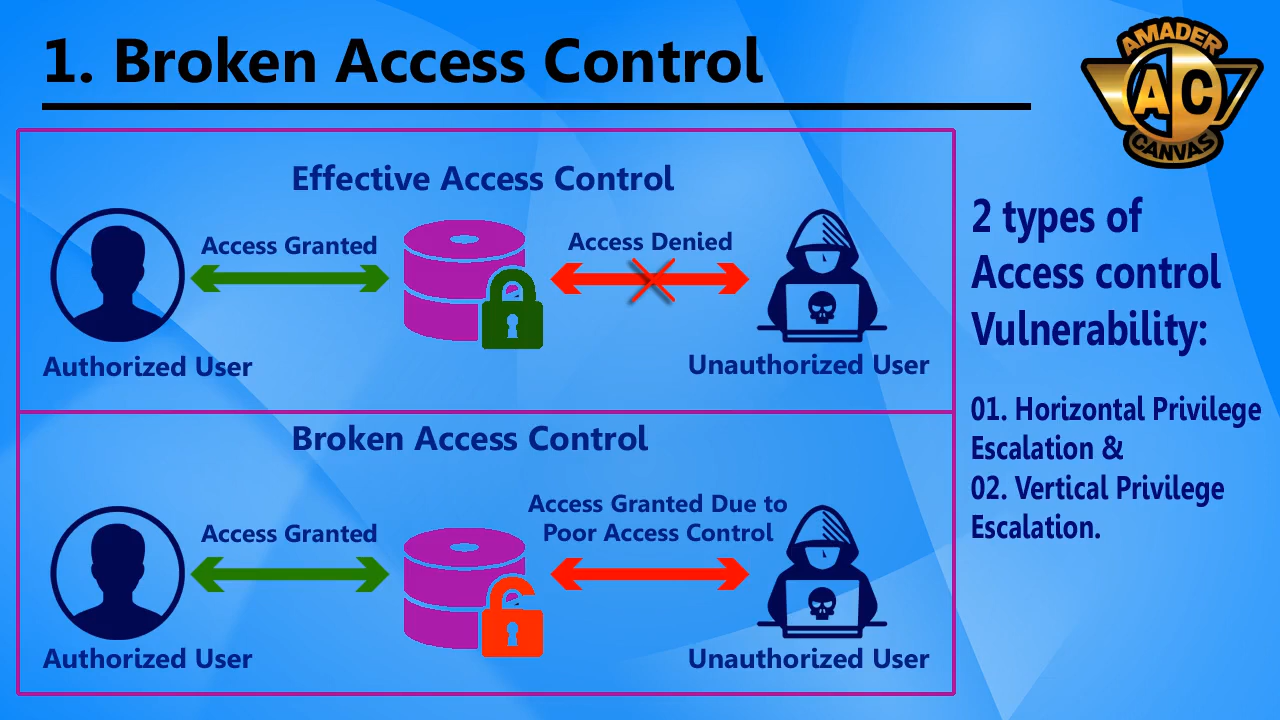 1. Broken Access Control
AMADER
AC
CANVAS
Effective Access Control
Access Granted
Access Denied
Authorized User
Unauthorized User
Broken Access Control
Access Granted
Access Granted Due to
Poor Access Control
Authorized User
Unauthorized User
2 types of
Access control
Vulnerability:
01. Horizontal Privilege
Escalation &
02. Vertical Privilege
Escalation.